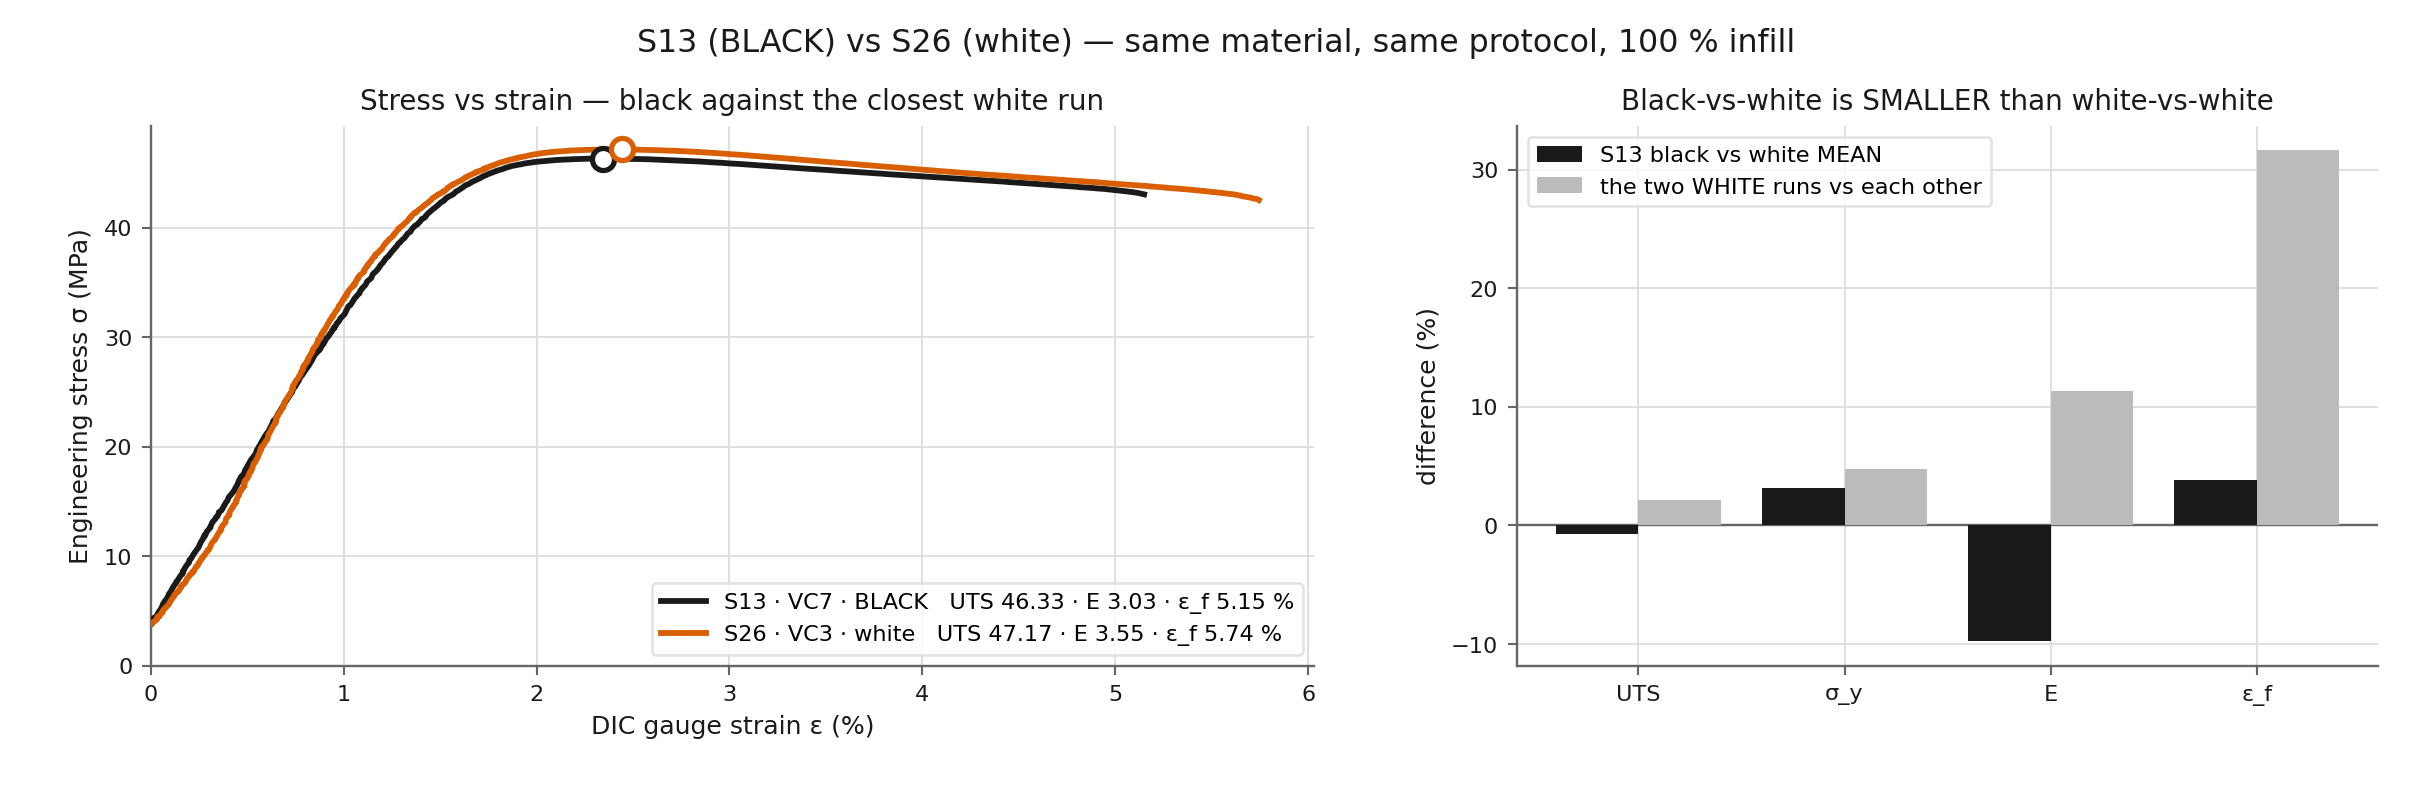 S13 (BLACK) vs S26 (white) — same material, same protocol, 100 % infill
Stress vs strain — black against the closest white run
Engineering stress σ (MPa)
40
30
20
10
0
0 1 2 3 4 5 6
DIC gauge strain ε (%)
S13 · VC7 · BLACK UTS 46.33 · E 3.03 · ε_f 5.15 %
S26 · VC3 · white UTS 47.17 · E 3.55 · ε_f 5.74 %
Black-vs-white is SMALLER than white-vs-white
S13 black vs white MEAN
the two WHITE runs vs each other
difference (%)
30
20
10
0
−10
UTS σ_y E ε_f